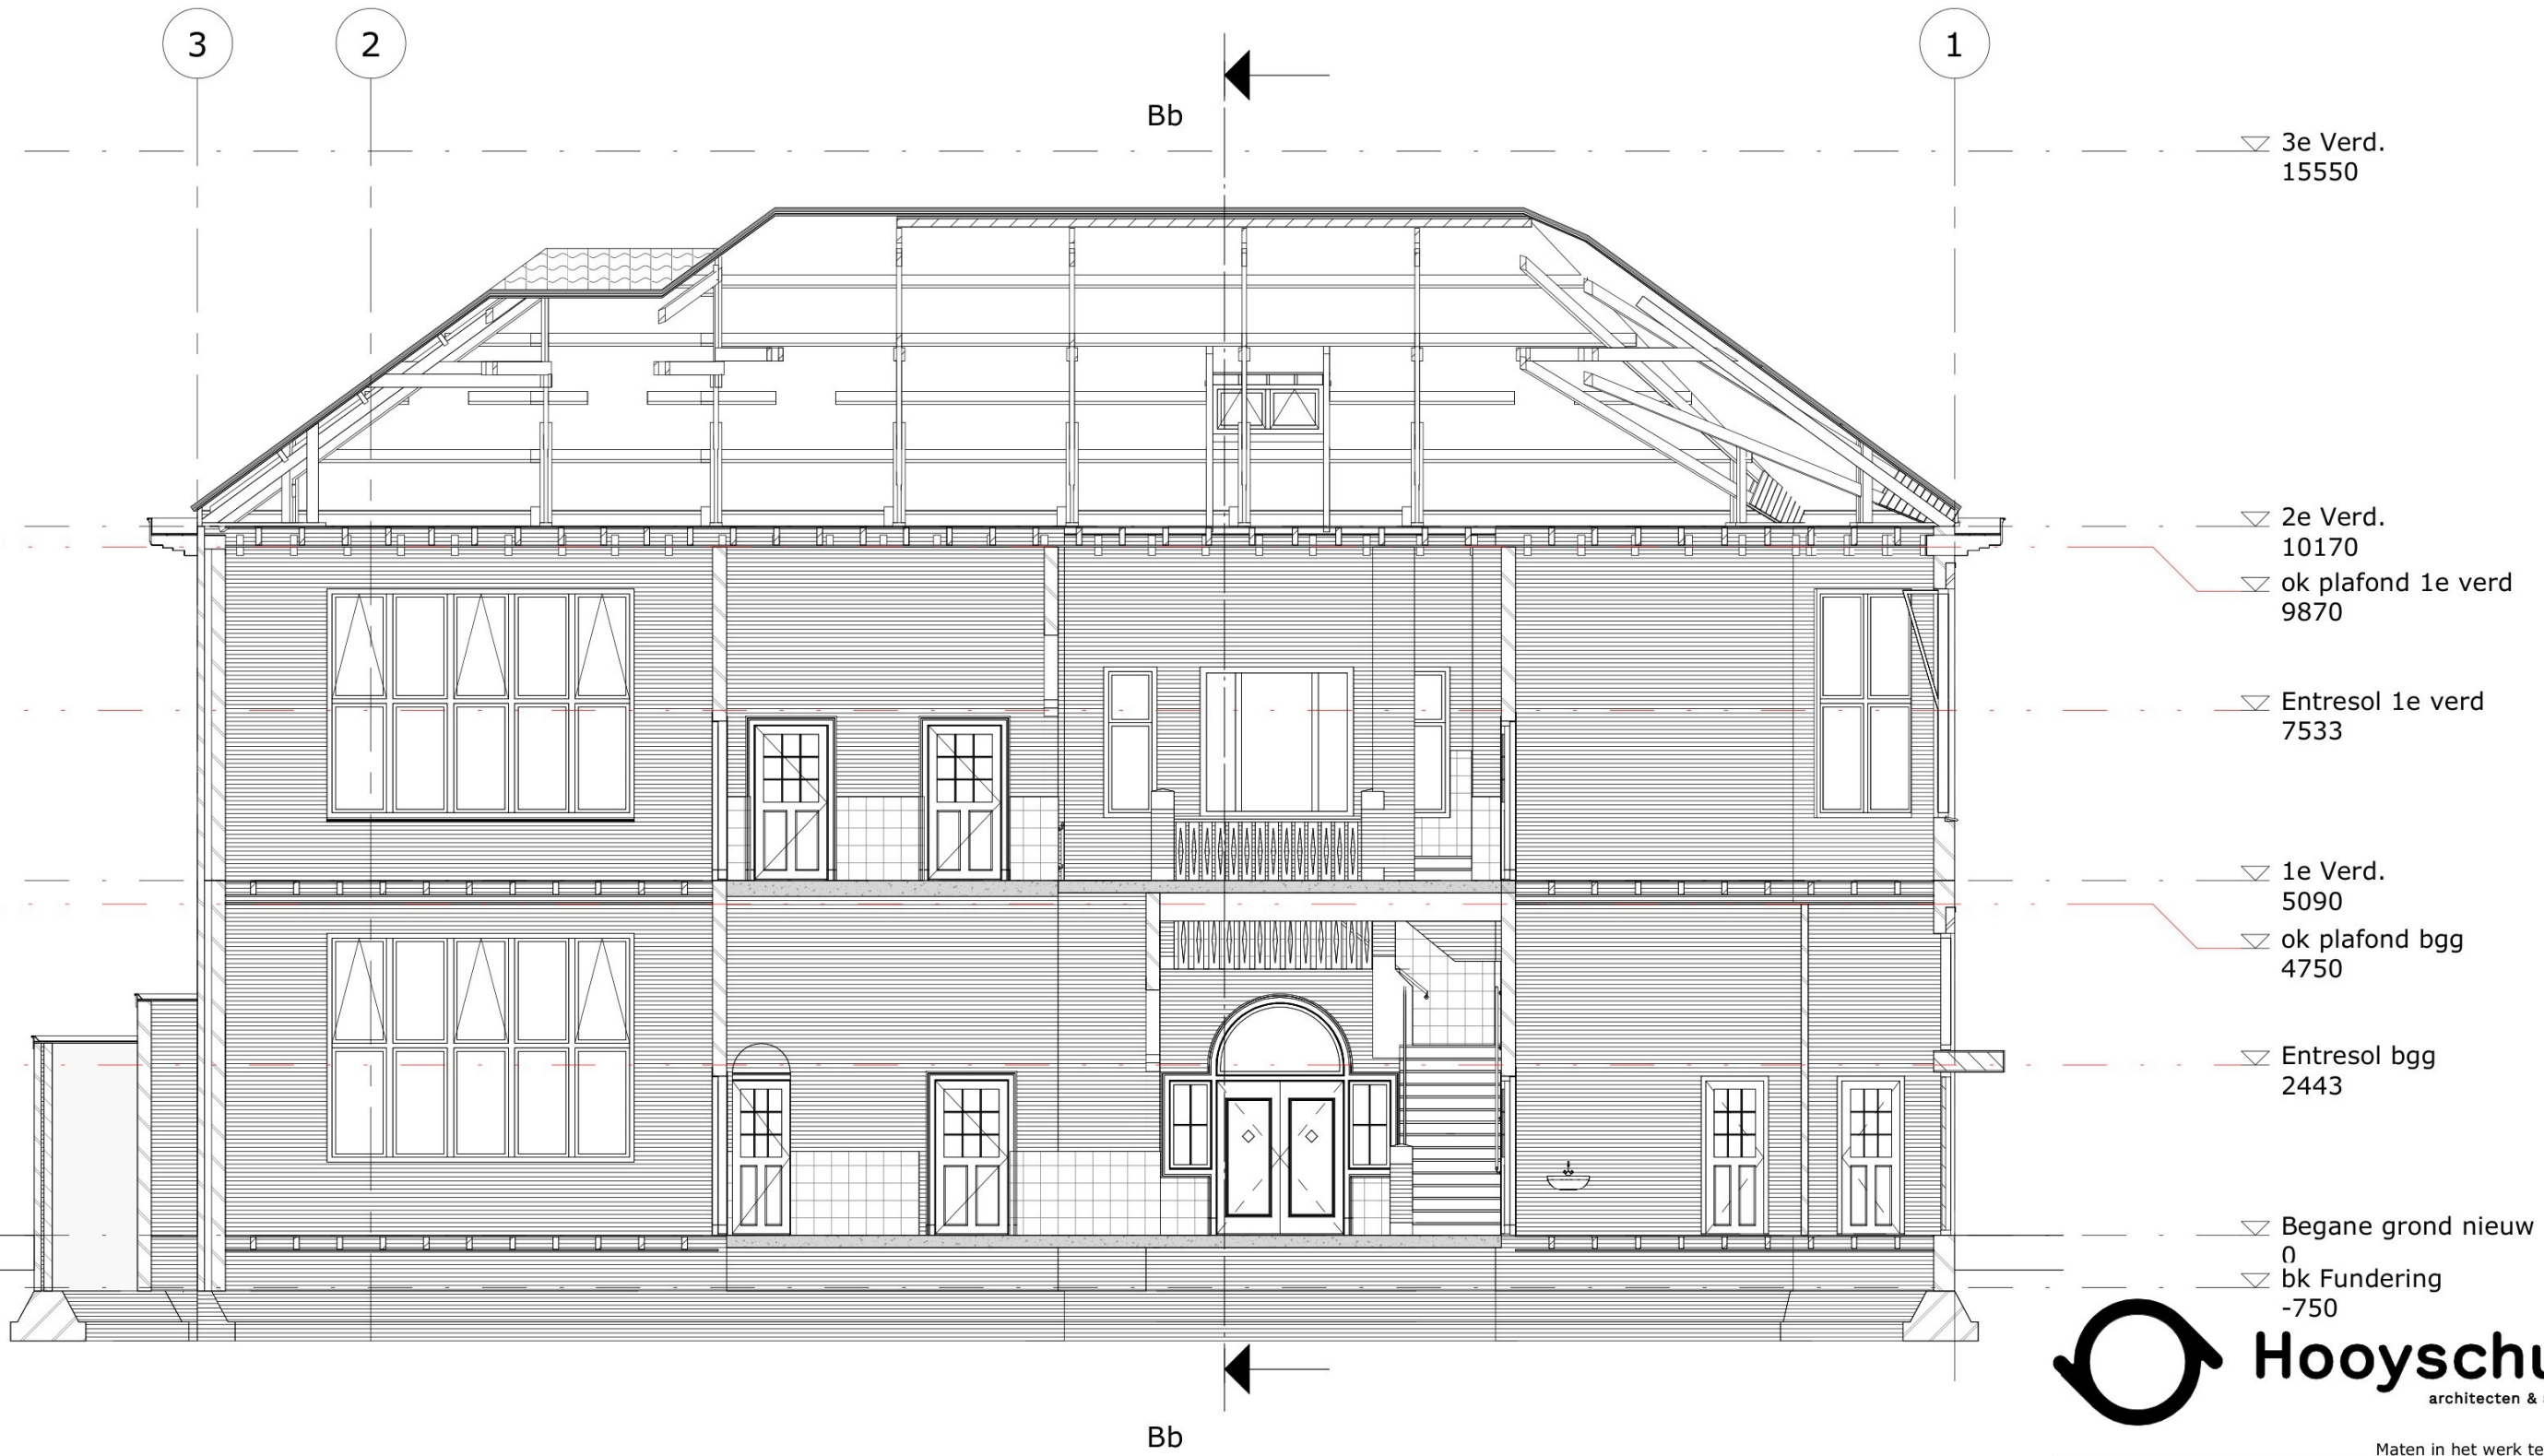 3
2
1
Bb
3e Verd.
15550
2e Verd.
10170
ok plafond 1e verd
9870
Entresol 1e verd
7533
1e Verd.
5090
ok plafond bgg
4750
Entresol bgg
2443
Begane grond nieuw
0
bk Fundering
-750
Hooyschu
architecten &
Bb
Maten in het werk te